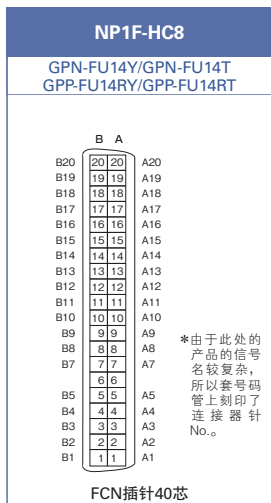 NP1F-HC8
GPN-FU14Y/GPN-FU14T
GPP-FU14RY/GPP-FU14RT
B A
B20 20 20 A20
B19 19 19 A19
B18 18 18 A18
B17 17 17 A17
B16 16 16 A16
B15 15 15 A15
B14 14 14 A14
B13 13 13 A13
B12 12 12 A12
B11 11 11 A11
B10 10 10 A10
B9 9 9 A9
B8 8 8 A8
B7 7 7 A7
6 6
B5 5 5 A5
B4 4 4 A4
B3 3 3 A3
B2 2 2 A2
B1 1 1 A1
*由于此处的
产品的信号
名较复杂，
所以套号码
管上刻印了
连接器针
No.。
FCN插针40芯